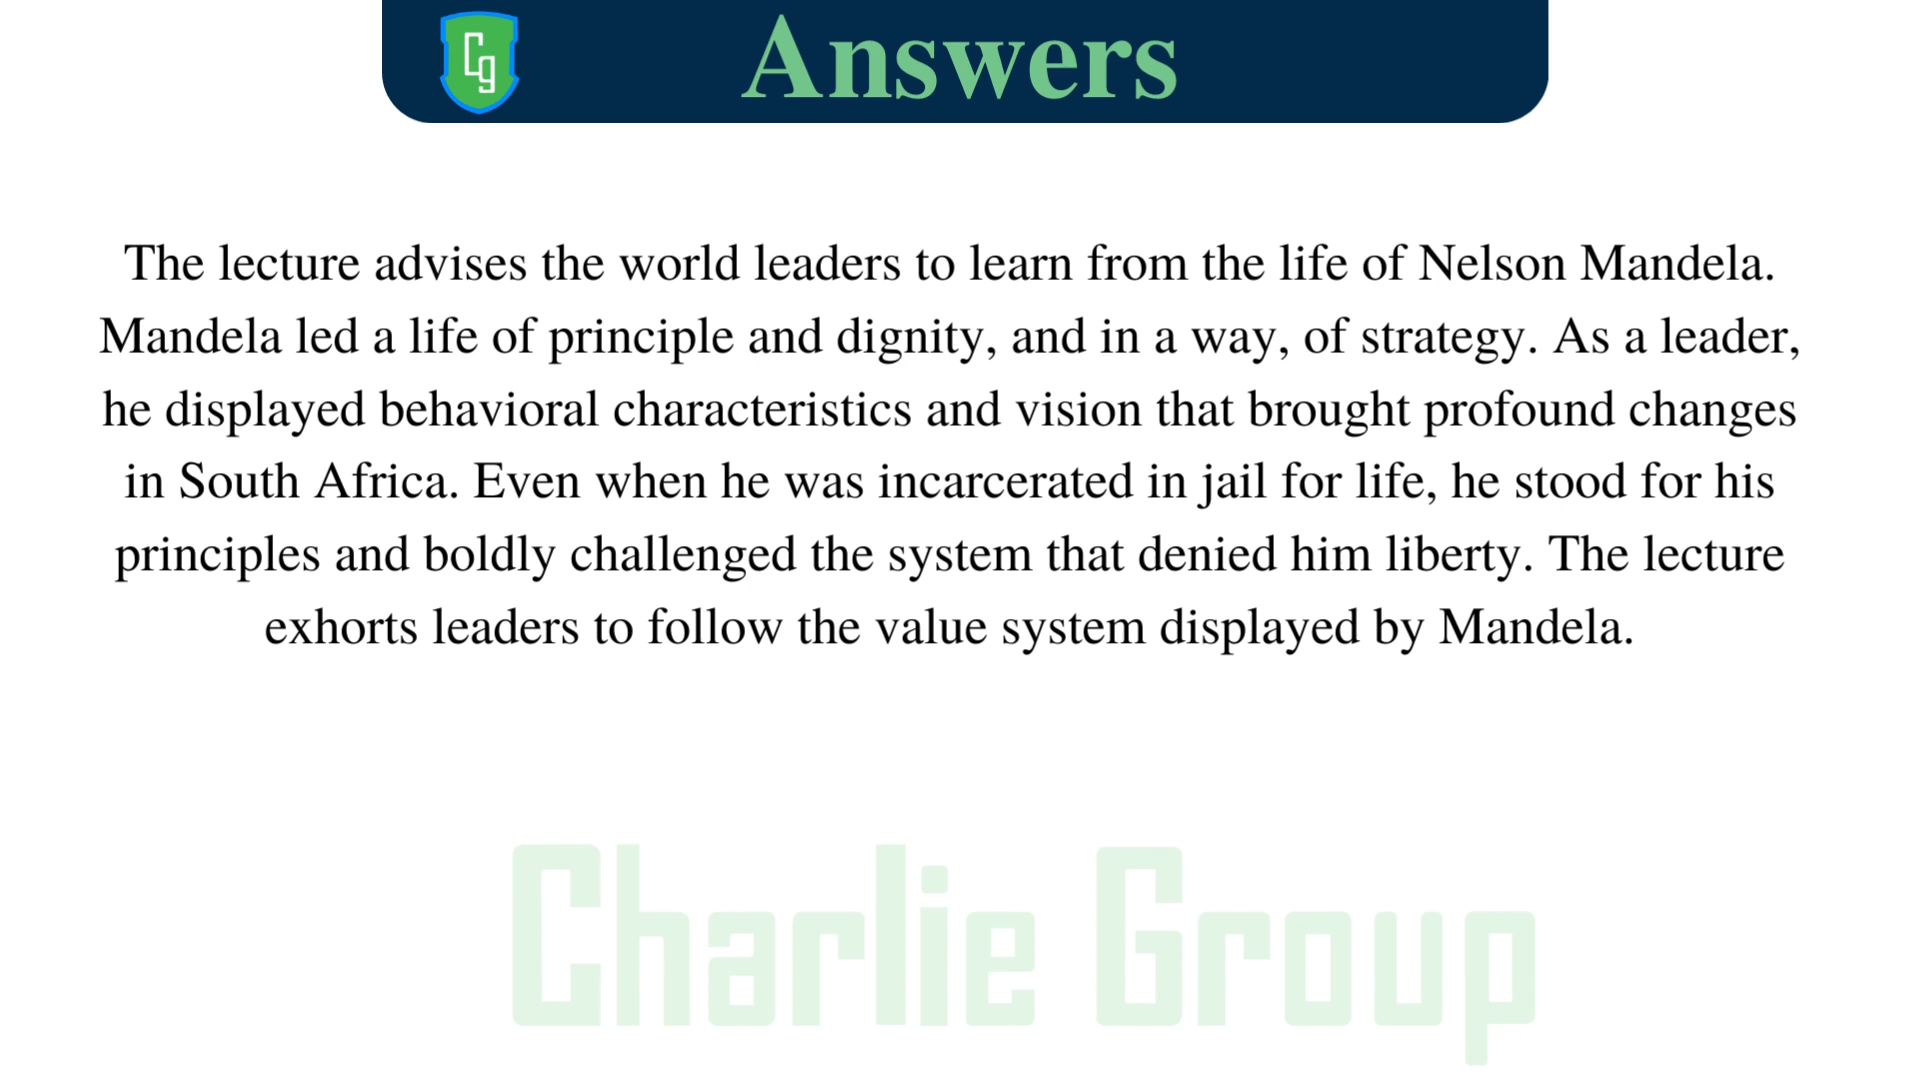 Cg
Answers
The lecture advises the world leaders to learn from the life of Nelson Mandela.
Mandela led a life of principle and dignity, and in a way, of strategy. As a leader,
he displayed behavioral characteristics and vision that brought profound changes
in South Africa. Even when he was incarcerated in jail for life, he stood for his
principles and boldly challenged the system that denied him liberty. The lecture
exhorts leaders to follow the value system displayed by Mandela.
Charlie Group